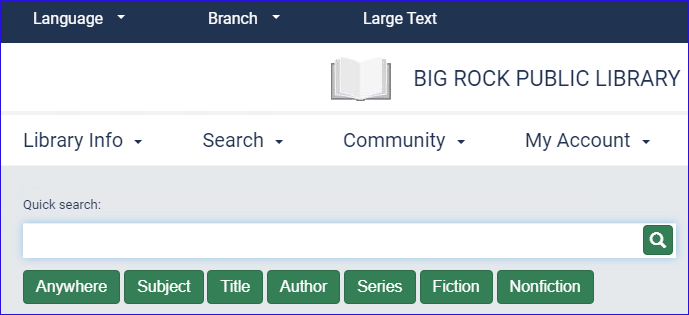 Language Branch Large Text
BIG ROCK PUBLIC LIBRARY
Library Info Search Community My Account
Quick search:
Anywhere Subject Title Author Series Fiction Nonfiction